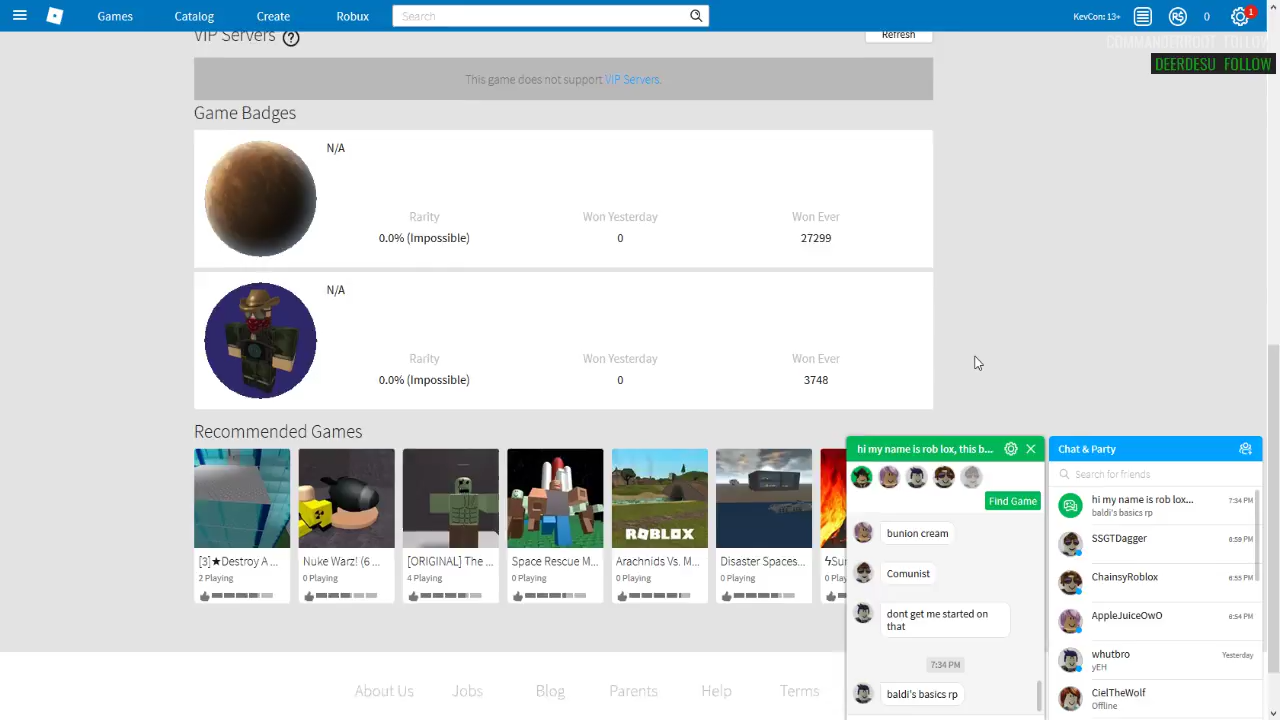 Games
Catalog
Create
Robux
Search
KevCon: 13+
0
1
COMMANDERROOT FOLLOW
DEERDESU FOLLOW
VIP Servers ?
Refresh
This game does not support VIP Servers.
Game Badges
N/A
Rarity
Won Yesterday
Won Ever
0.0% (Impossible)
0
27299
N/A
Rarity
Won Yesterday
Won Ever
0.0% (Impossible)
0
3748
Recommended Games
[3]★Destroy A ...
2 Playing
Nuke Warz! (6 ...
0 Playing
[ORIGINAL] The ...
4 Playing
Space Rescue M...
0 Playing
ROBLOX
Arachnids Vs. M...
0 Playing
Disaster Spaces...
0 Playing
ϟSu
0 Play
hi my name is rob lox, this b...
Find Game
bunion cream
Comunist
dont get me started on
that
7:34 PM
baldi's basics rp
Chat & Party
Search for friends
hi my name is rob lox...
7:34 PM
baldi's basics rp
SSGTDagger
6:59 PM
ChainsyRoblox
6:55 PM
AppleJuiceOwO
6:54 PM
whutbro
Yesterday
yEH
CielTheWolf
Offline
About Us
Jobs
Blog
Parents
Help
Terms